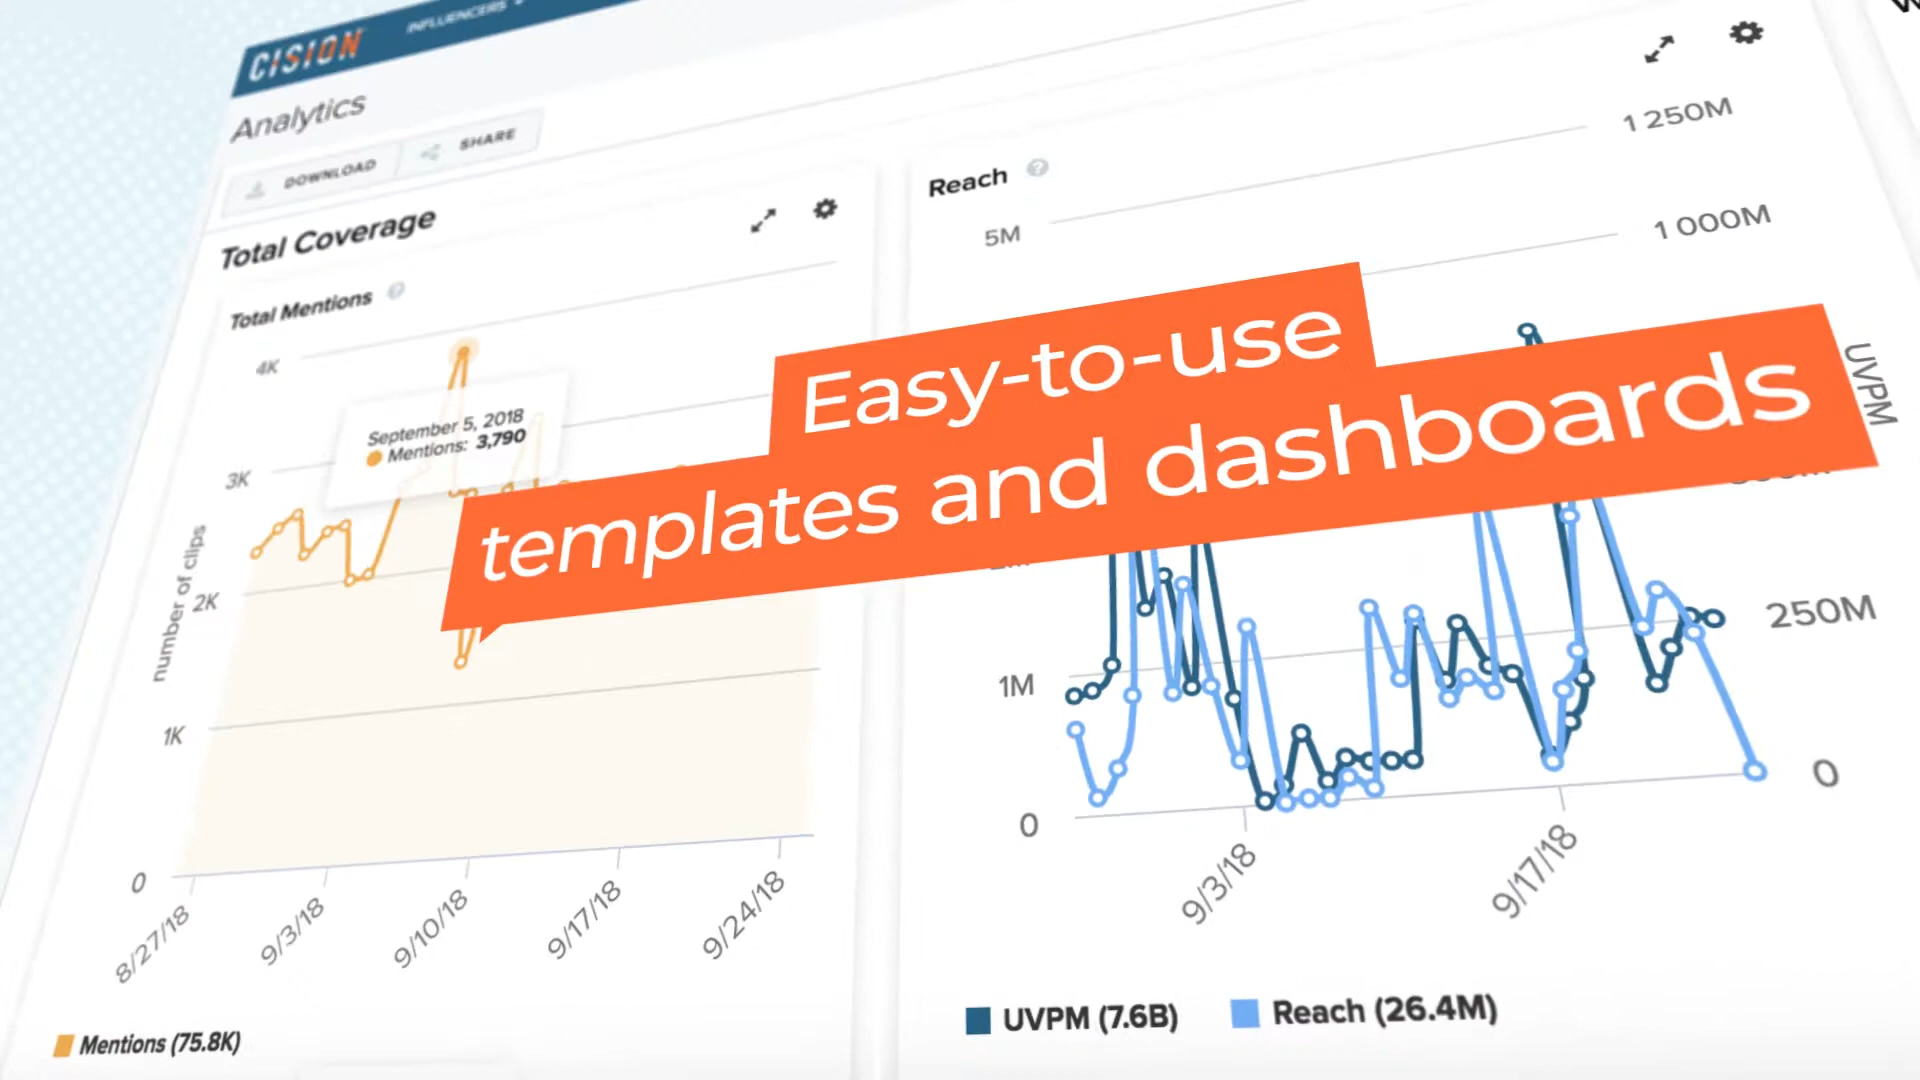 CISION
INFLUENCERS
Analytics
DOWNLOAD
SHARE
Total Coverage
Total Mentions
4K
3K
2K
1K
0
number of clips
September 5, 2018
Mentions: 3,790
8/27/18
9/3/18
9/10/18
9/17/18
9/24/18
Mentions (75.8K)
Reach
5M
1M
0
1 250M
1 000M
250M
0
UVPM
9/3/18
9/17/18
UVPM (7.6B)
Reach (26.4M)
Easy-to-use
templates and dashboards